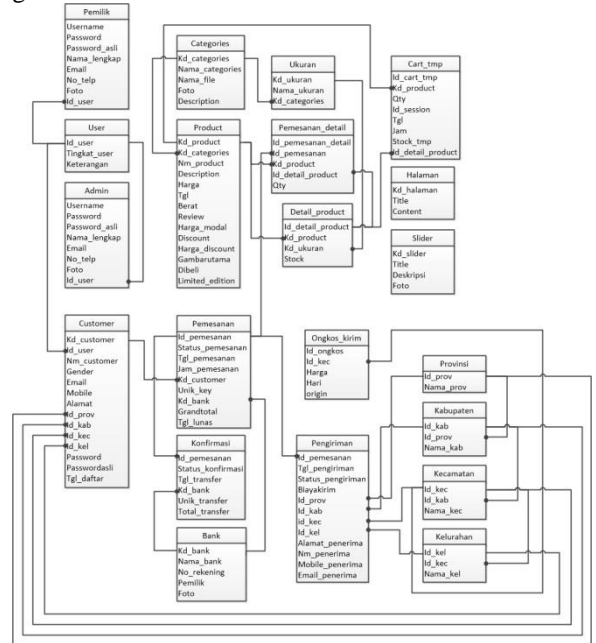 Pemilik
Username
Password
Password_asli
Nama_lengkap
Email
No_telp
Foto
Id_user
User
Id_user
Tingkat_user
Keterangan
Admin
Username
Password
Password_asli
Nama_lengkap
Email
No_telp
Foto
Id_user
Customer
Kd_customer
Id_user
Nm_customer
Gender
Email
Mobile
Alamat
Id_prov
Id_kab
Id_kec
Id_kel
Password
Passwordasli
Tgl_daftar
Categories
Kd_categories
Nama_categories
Nama_file
Foto
Description
Product
Kd_product
Kd_categories
Nm_product
Description
Harga
Tgl
Berat
Review
Harga_modal
Discount
Harga_discount
Gambarutama
Dibeli
Limited_edition
Pemesanan
Id_pemesanan
Status_pemesanan
Tgl_pemesanan
Jam_pemesanan
Kd_customer
Unik_key
Kd_bank
Grandtotal
Tgl_lunas
Konfirmasi
Id_pemesanan
Status_konfirmasi
Tgl_transfer
Kd_bank
Unik_transfer
Total_transfer
Bank
Kd_bank
Nama_bank
No_rekening
Pemilik
Foto
Ukuran
Kd_ukuran
Nama_ukuran
Kd_categories
Pemesanan_detail
Id_pemesanan_detail
Id_pemesanan
Kd_product
Id_detail_product
Qty
Detail_product
Id_detail_product
Kd_product
Kd_ukuran
Stock
Cart_tmp
Id_cart_tmp
Kd_product
Qty
Id_session
Tgl
Jam
Stock_tmp
Id_detail_product
Halaman
Kd_halaman
Title
Content
Slider
Kd_slider
Title
Deskripsi
Foto
Ongkos_kirim
Id_ongkos
Id_kec
Harga
Hari
origin
Pengiriman
Id_pemesanan
Tgl_pengiriman
Status_pengiriman
Biayakirim
Id_prov
Id_kab
Id_kec
Id_kel
Alamat_penerima
Nm_penerima
Mobile_penerima
Email_penerima
Provinsi
Id_prov
Nama_prov
Kabupaten
Id_kab
Id_prov
Nama_kab
Kecamatan
Id_kec
Id_kab
Nama_kec
Kelurahan
Id_kel
Id_kec
Nama_kel